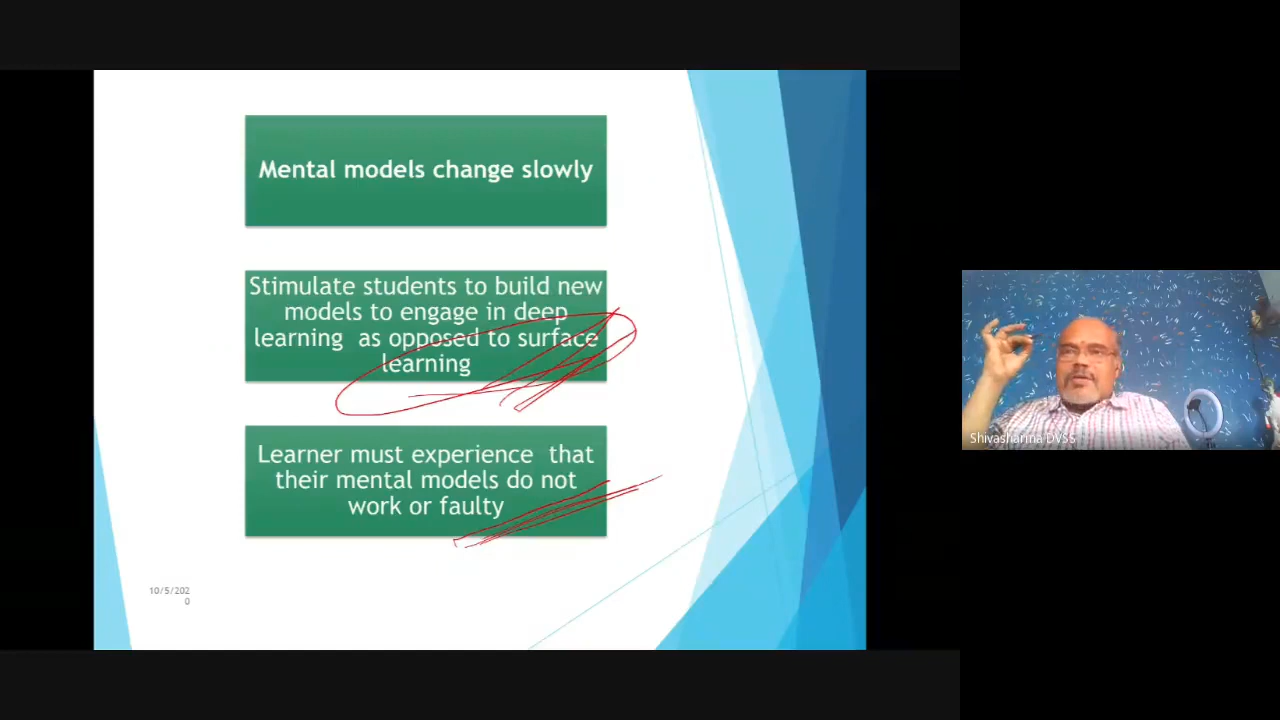 Mental models change slowly
Stimulate students to build new
models to engage in deep
learning as opposed to surface
learning
Learner must experience that
their mental models do not
work or faulty
10/5/202
0
Shivasharma DVSS